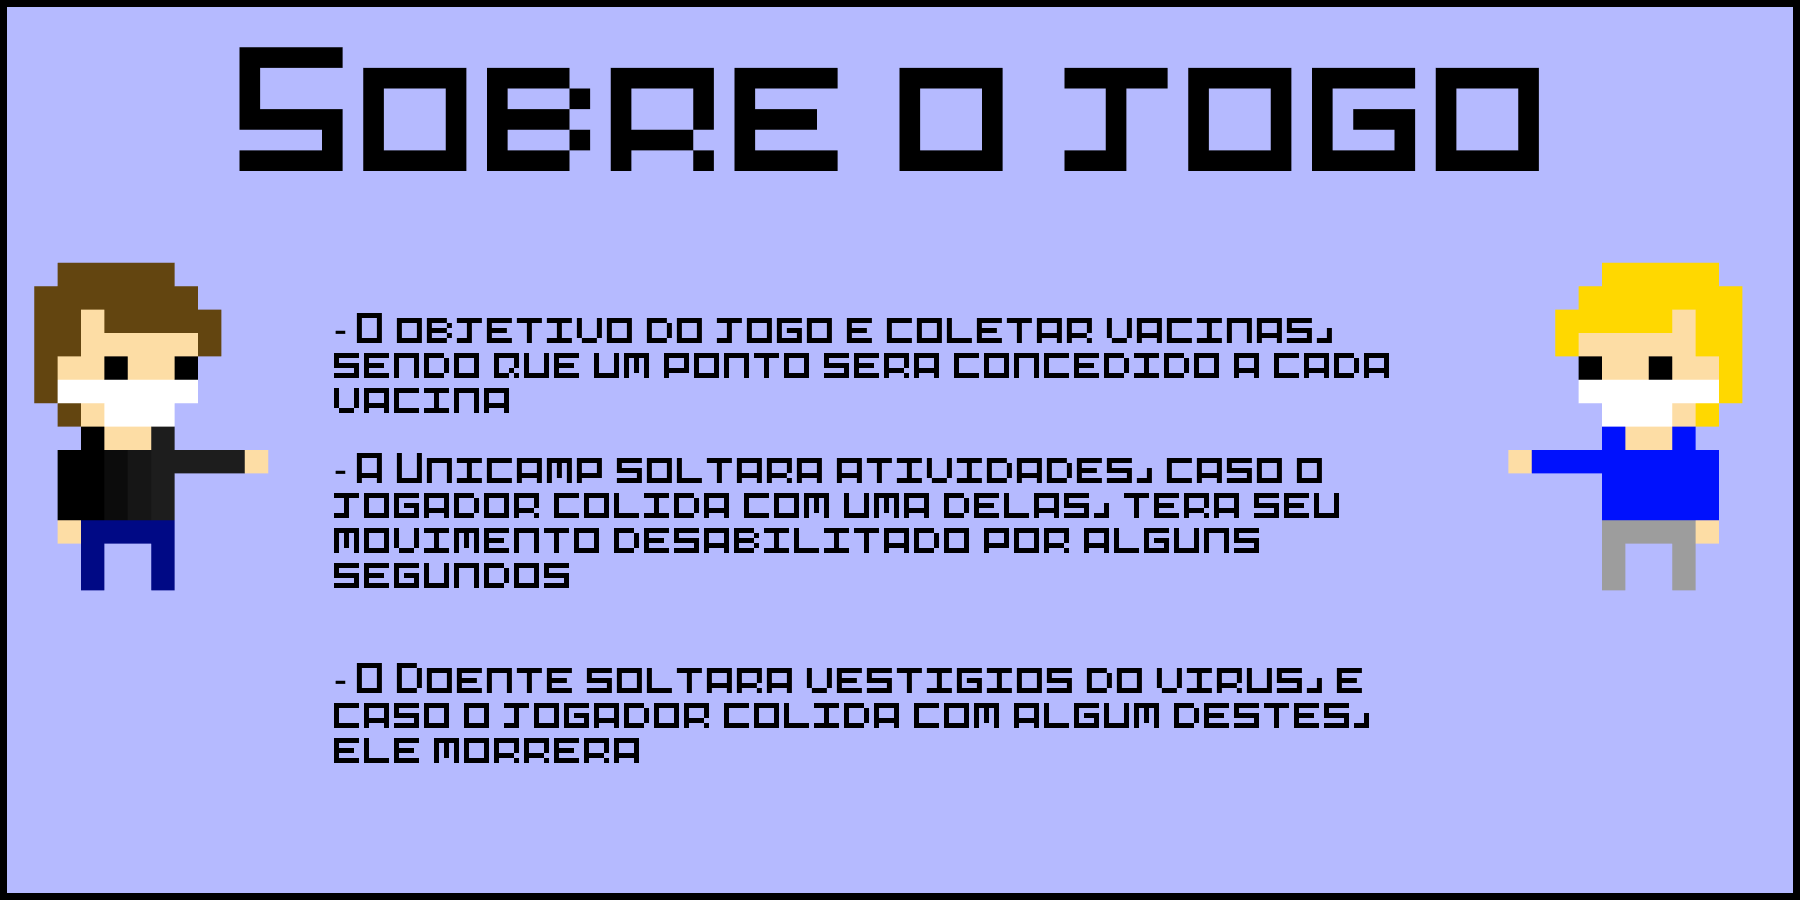 Sobre o jogo
- O objetivo do jogo e coletar vacinas,
sendo que um ponto sera concedido a cada
vacina
- A Unicamp soltara atividades, caso o
jogador colida com uma delas, tera seu
movimento desabilitado por alguns
segundos
- O Doente soltara vestigios do virus, e
caso o jogador colida com algum destes,
ele morrera